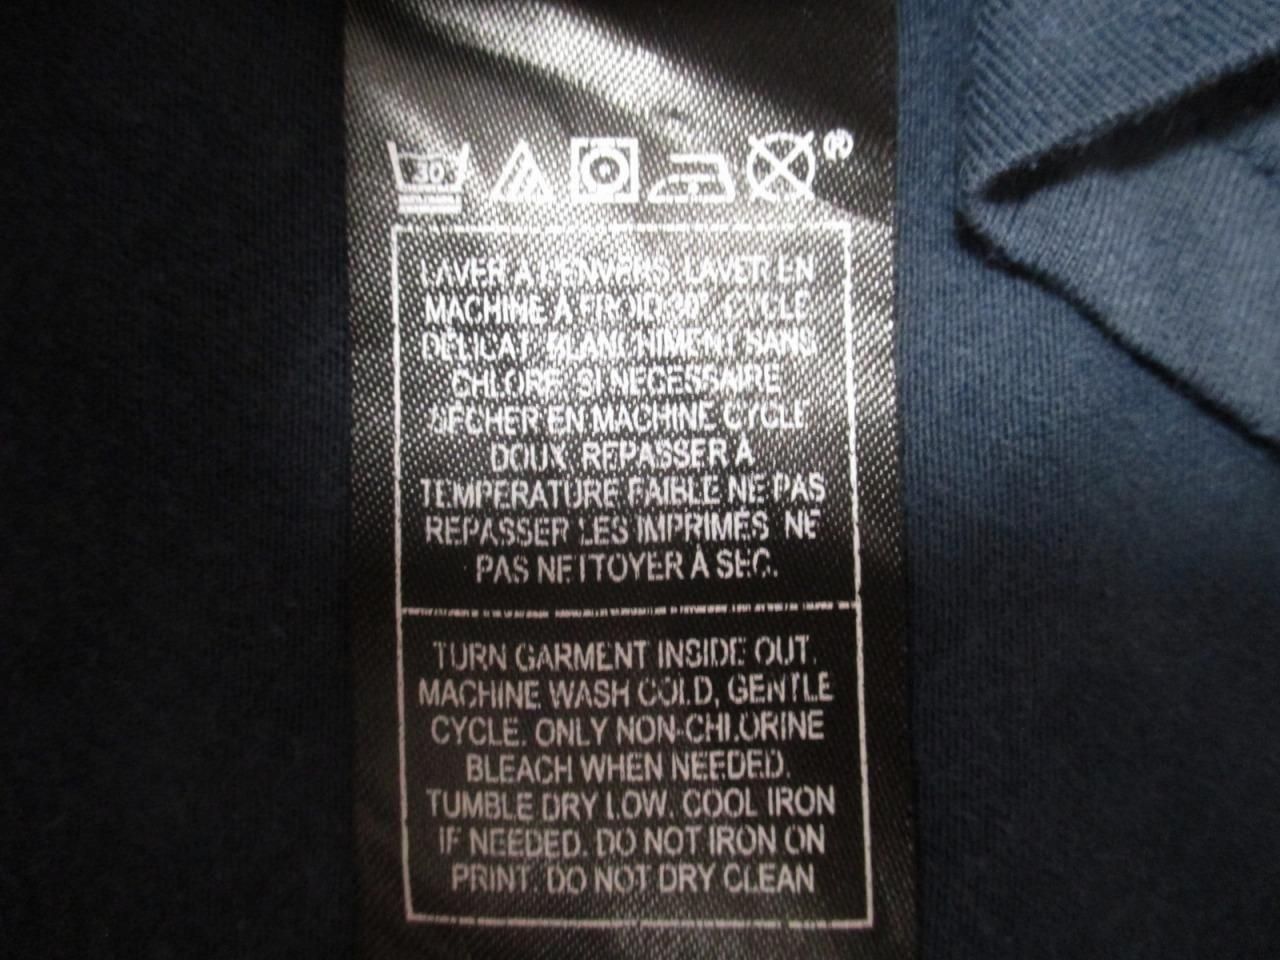 30
®
LAVER À L'ENVERS. LAVER EN
MACHINE À FROID 30°, CYCLE
DÉLICAT. BLANCHIMENT SANS
CHLORE SI NÉCESSAIRE.
SÉCHER EN MACHINE CYCLE
DOUX. REPASSER À
TEMPÉRATURE FAIBLE NE PAS
REPASSER LES IMPRIMÉS. NE
PAS NETTOYER À SEC.
TURN GARMENT INSIDE OUT.
MACHINE WASH COLD, GENTLE
CYCLE. ONLY NON-CHLORINE
BLEACH WHEN NEEDED.
TUMBLE DRY LOW. COOL IRON
IF NEEDED. DO NOT IRON ON
PRINT. DO NOT DRY CLEAN